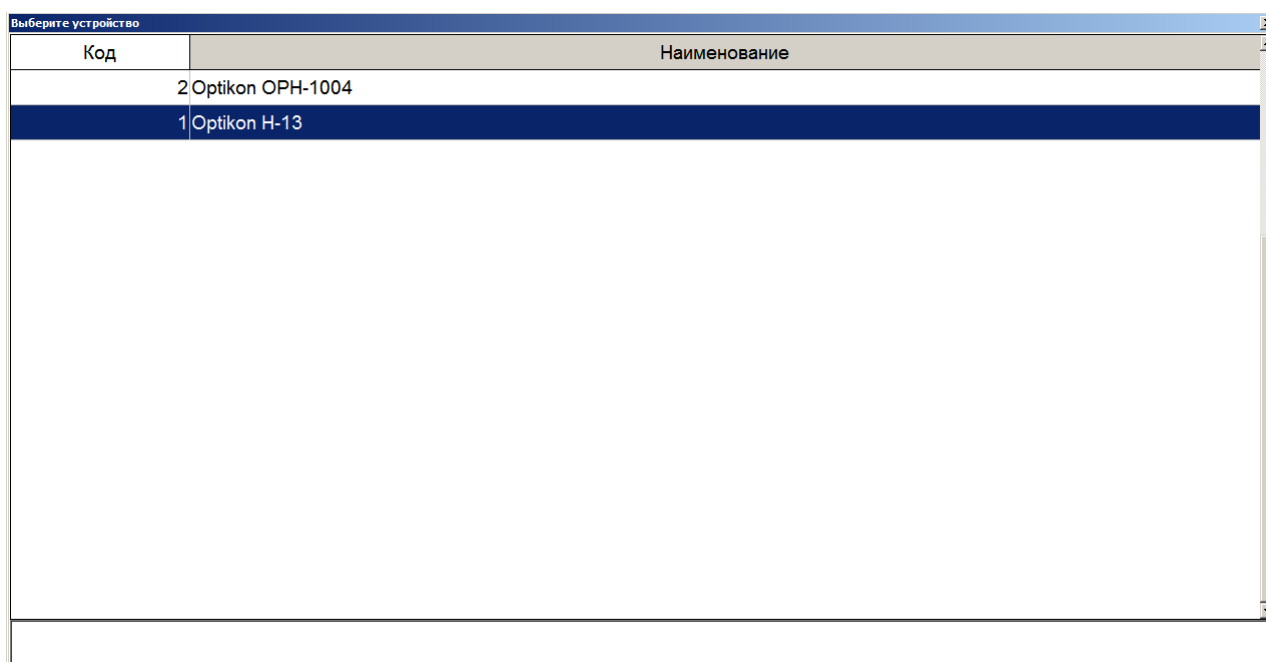 Выберите устройство
Код Наименование
2 Optikon OPH-1004
1 Optikon H-13